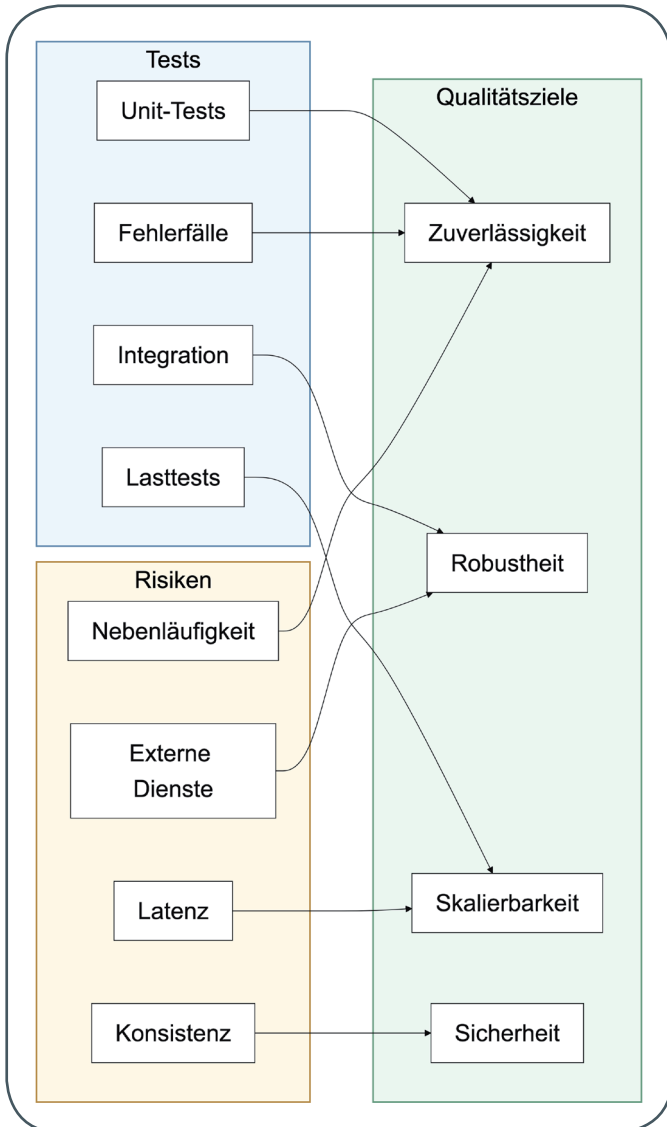 Tests
Unit-Tests
Fehlerfälle
Integration
Lasttests
Risiken
Nebenläufigkeit
Externe
Dienste
Latenz
Konsistenz
Qualitätsziele
Zuverlässigkeit
Robustheit
Skalierbarkeit
Sicherheit